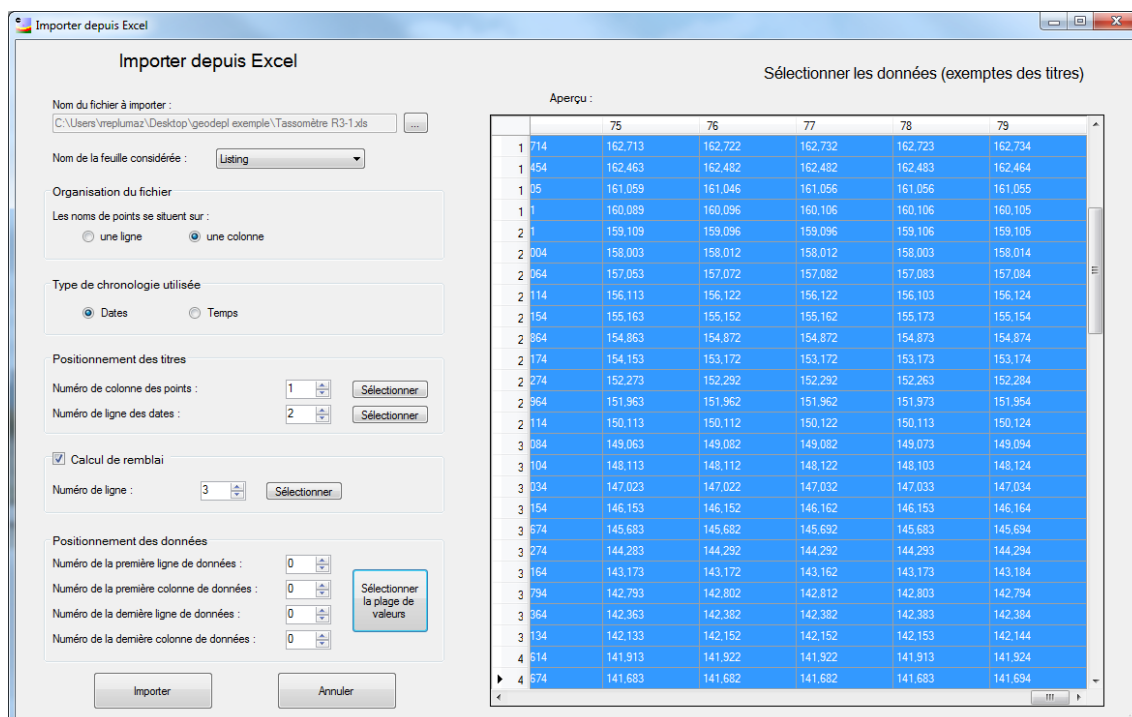 Importer depuis Excel
Importer depuis Excel
Sélectionner les données (exemptes des titres)
Nom du fichier à importer :
C:\Users\rreplumaz\Desktop\geodepl exemple\Tassomètre R3-1.xls ...
Nom de la feuille considérée : Listing
Organisation du fichier
Les noms de points se situent sur :
une ligne une colonne
Type de chronologie utilisée
Dates Temps
Positionnement des titres
Numéro de colonne des points : 1 Sélectionner
Numéro de ligne des dates : 2 Sélectionner
Calcul de remblai
Numéro de ligne : 3 Sélectionner
Positionnement des données
Numéro de la première ligne de données : 0
Numéro de la première colonne de données : 0
Numéro de la dernière ligne de données : 0
Numéro de la dernière colonne de données : 0
Sélectionner
la plage de
valeurs
Importer Annuler
Aperçu :
75 76 77 78 79
1 714 162,713 162,722 162,732 162,723 162,734
1 454 162,463 162,482 162,482 162,483 162,464
1 05 161,059 161,046 161,056 161,056 161,055
1 1 160,089 160,096 160,106 160,106 160,105
2 1 159,109 159,096 159,096 159,106 159,105
2 004 158,003 158,012 158,012 158,003 158,014
2 064 157,053 157,072 157,082 157,083 157,084
2 114 156,113 156,122 156,122 156,103 156,124
2 154 155,163 155,152 155,162 155,173 155,154
2 864 154,863 154,872 154,872 154,873 154,874
2 174 154,153 153,172 153,172 153,173 153,174
2 274 152,273 152,292 152,292 152,263 152,284
2 964 151,963 151,962 151,962 151,973 151,954
2 114 150,113 150,112 150,122 150,113 150,124
3 084 149,063 149,082 149,082 149,073 149,094
3 104 148,113 148,112 148,122 148,103 148,124
3 034 147,023 147,022 147,032 147,033 147,034
3 154 146,153 146,152 146,162 146,153 146,164
3 674 145,683 145,682 145,692 145,683 145,694
3 274 144,283 144,292 144,292 144,293 144,294
3 164 143,173 143,172 143,162 143,173 143,184
3 794 142,793 142,802 142,812 142,803 142,794
3 364 142,363 142,382 142,382 142,383 142,384
3 134 142,133 142,152 142,152 142,153 142,144
4 614 141,913 141,922 141,922 141,913 141,924
4 674 141,683 141,682 141,682 141,683 141,694